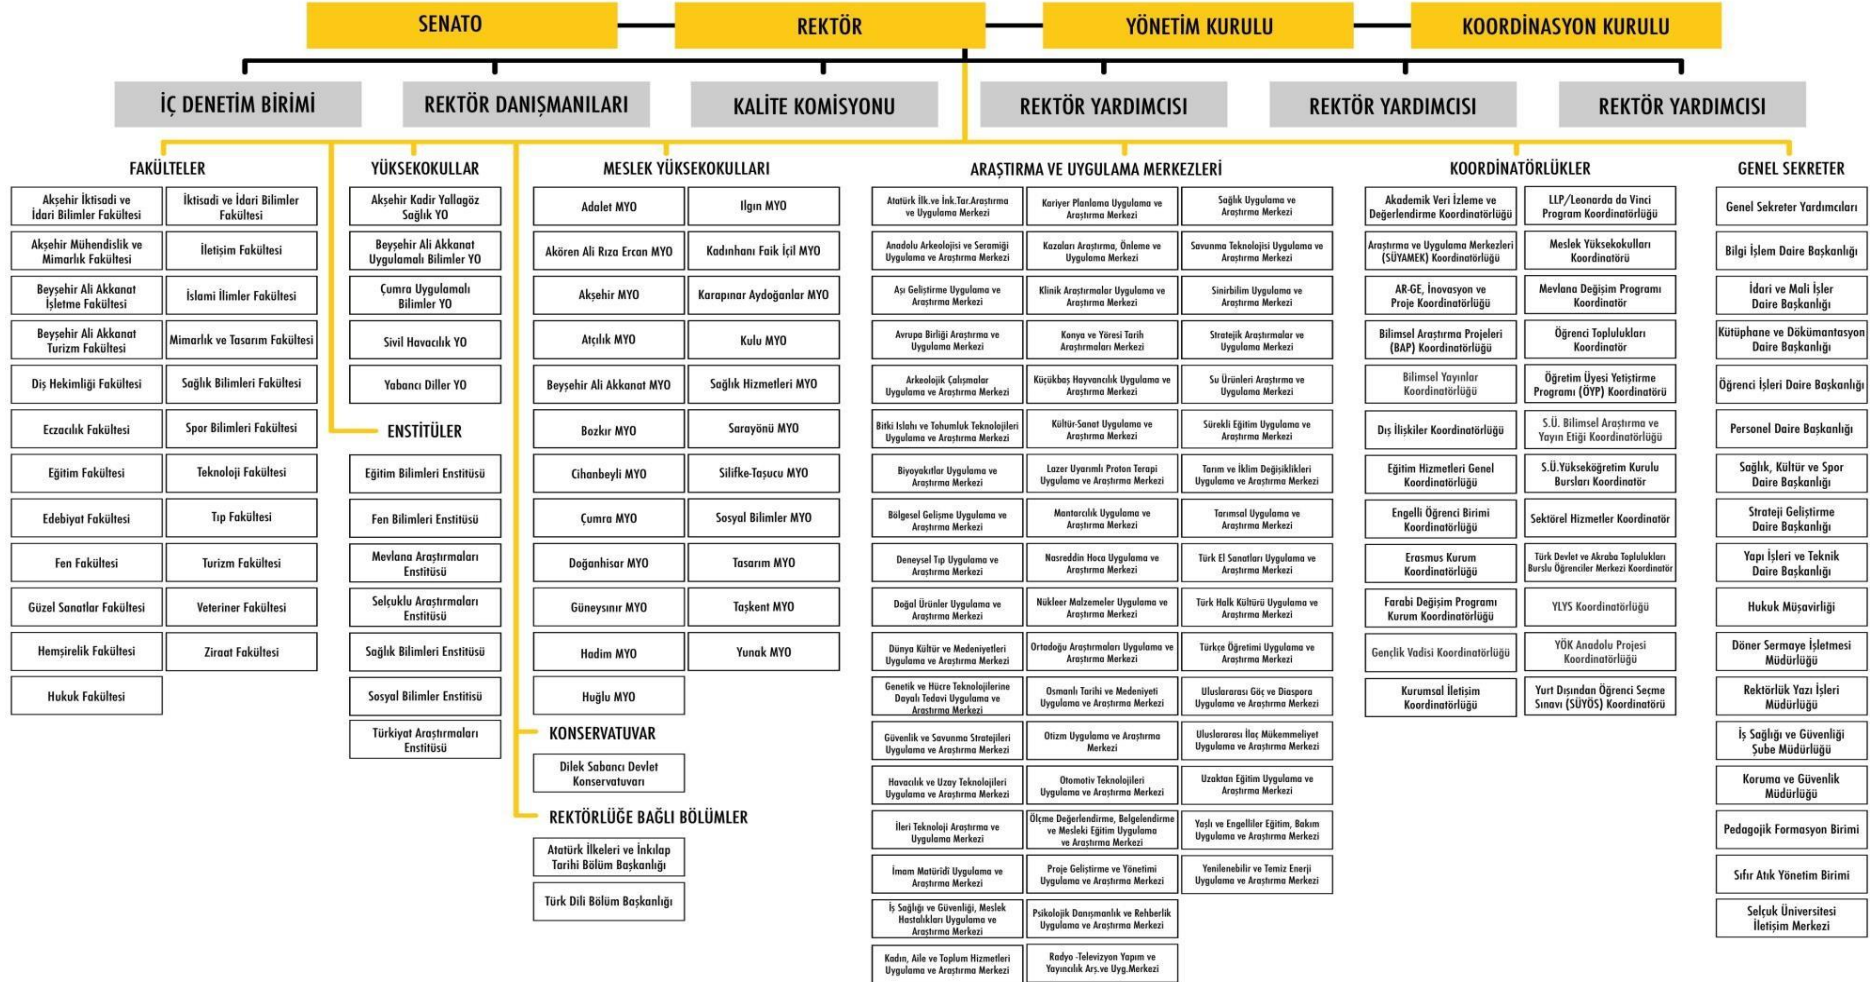 SENATO
REKTÖR
YÖNETİM KURULU
KOORDİNASYON KURULU
İÇ DENETİM BİRİMİ
REKTÖR DANIŞMANILARI
KALİTE KOMİSYONU
REKTÖR YARDIMCISI
REKTÖR YARDIMCISI
REKTÖR YARDIMCISI
FAKÜLTELER
Akşehir İktisadi ve
İdari Bilimler Fakültesi
Akşehir Mühendislik ve
Mimarlık Fakültesi
Beyşehir Ali Akkanat
İşletme Fakültesi
Beyşehir Ali Akkanat
Turizm Fakültesi
Diş Hekimliği Fakültesi
Eczacılık Fakültesi
Eğitim Fakültesi
Edebiyat Fakültesi
Fen Fakültesi
Güzel Sanatlar Fakültesi
Hemşirelik Fakültesi
Hukuk Fakültesi
İktisadi ve İdari Bilimler
Fakültesi
İletişim Fakültesi
İslami İlimler Fakültesi
Mimarlık ve Tasarım Fakültesi
Sağlık Bilimleri Fakültesi
Spor Bilimleri Fakültesi
Teknoloji Fakültesi
Tıp Fakültesi
Turizm Fakültesi
Veteriner Fakültesi
Ziraat Fakültesi
YÜKSEKOKULLAR
Akşehir Kadir Yallagöz
Sağlık YO
Beyşehir Ali Akkanat
Uygulamalı Bilimler YO
Çumra Uygulamalı
Bilimler YO
Sivil Havacılık YO
Yabancı Diller YO
ENSTİTÜLER
Eğitim Bilimleri Enstitüsü
Fen Bilimleri Enstitüsü
Mevlana Araştırmaları
Enstitüsü
Selçuklu Araştırmaları
Enstitüsü
Sağlık Bilimleri Enstitüsü
Sosyal Bilimler Enstitisü
Türkiyat Araştırmaları
Enstitüsü
MESLEK YÜKSEKOKULLARI
Adalet MYO
Akören Ali Rıza Ercan MYO
Akşehir MYO
Atçılık MYO
Beyşehir Ali Akkanat MYO
Bozkır MYO
Cihanbeyli MYO
Çumra MYO
Doğanhisar MYO
Güneysınır MYO
Hadim MYO
Huğlu MYO
Ilgın MYO
Kadınhanı Faik İçil MYO
Karapınar Aydoğanlar MYO
Kulu MYO
Sağlık Hizmetleri MYO
Sarayönü MYO
Silifke-Taşucu MYO
Sosyal Bilimler MYO
Tasarım MYO
Taşkent MYO
Yunak MYO
KONSERVATUVAR
Dilek Sabancı Devlet
Konservatuvarı
REKTÖRLÜĞE BAĞLI BÖLÜMLER
Atatürk İlkeleri ve İnkılap
Tarihi Bölüm Başkanlığı
Türk Dili Bölüm Başkanlığı
ARAŞTIRMA VE UYGULAMA MERKEZLERİ
Atatürk İlk.ve İnk.Tar.Araştırma
ve Uygulama Merkezi
Anadolu Arkeolojisi ve Seramiği
Uygulama ve Araştırma Merkezi
Aşı Geliştirme Uygulama ve
Araştırma Merkezi
Avrupa Birliği Araştırma ve
Uygulama Merkezi
Arkeolojik Çalışmalar
Uygulama ve Araştırma Merkezi
Bitki Islahı ve Tohumluk Teknolojileri
Uygulama ve Araştırma Merkezi
Biyoyakıtlar Uygulama ve
Araştırma Merkezi
Bölgesel Gelişme Uygulama ve
Araştırma Merkezi
Deneysel Tıp Uygulama ve
Araştırma Merkezi
Doğal Ürünler Uygulama ve
Araştırma Merkezi
Dünya Kültür ve Medeniyetleri
Uygulama ve Araştırma Merkezi
Genetik ve Hücre Teknolojilerine
Dayalı Tedavi Uygulama ve
Araştırma Merkezi
Güvenlik ve Savunma Stratejileri
Uygulama ve Araştırma Merkezi
Havacılık ve Uzay Teknolojileri
Uygulama ve Araştırma Merkezi
İleri Teknoloji Araştırma ve
Uygulama Merkezi
İmam Matüridî Uygulama ve
Araştırma Merkezi
İş Sağlığı ve Güvenliği, Meslek
Hastalıkları Uygulama ve
Araştırma Merkezi
Kadın, Aile ve Toplum Hizmetleri
Uygulama ve Araştırma Merkezi
Kariyer Planlama Uygulama ve
Araştırma Merkezi
Kazaları Araştırma, Önleme ve
Uygulama Merkezi
Klinik Araştırmalar Uygulama ve
Araştırma Merkezi
Konya ve Yöresi Tarih
Araştırmaları Merkezi
Küçükbaş Hayvancılık Uygulama ve
Araştırma Merkezi
Kültür-Sanat Uygulama ve
Araştırma Merkezi
Lazer Uyarımlı Proton Terapi
Uygulama ve Araştırma Merkezi
Mantarcılık Uygulama ve
Araştırma Merkezi
Nasreddin Hoca Uygulama ve
Araştırma Merkezi
Nükleer Malzemeler Uygulama ve
Araştırma Merkezi
Ortadoğu Araştırmaları Uygulama ve
Araştırma Merkezi
Osmanlı Tarihi ve Medeniyeti
Uygulama ve Araştırma Merkezi
Otizm Uygulama ve Araştırma
Merkezi
Otomotiv Teknolojileri
Uygulama ve Araştırma Merkezi
Ölçme Değerlendirme, Belgelendirme
ve Mesleki Eğitim Uygulama
ve Araştırma Merkezi
Proje Geliştirme ve Yönetimi
Uygulama ve Araştırma Merkezi
Psikolojik Danışmanlık ve Rehberlik
Uygulama ve Araştırma Merkezi
Radyo -Televizyon Yapım ve
Yayıncılık Arş.ve Uyg.Merkezi
Sağlık Uygulama ve
Araştırma Merkezi
Savunma Teknolojisi Uygulama ve
Araştırma Merkezi
Sinirbilim Uygulama ve
Araştırma Merkezi
Stratejik Araştırmalar ve
Uygulama Merkezi
Su Ürünleri Araştırma ve
Uygulama Merkezi
Sürekli Eğitim Uygulama ve
Araştırma Merkezi
Tarım ve İklim Değişiklikleri
Uygulama ve Araştırma Merkezi
Tarımsal Uygulama ve
Araştırma Merkezi
Türk El Sanatları Uygulama ve
Araştırma Merkezi
Türk Halk Kültürü Uygulama ve
Araştırma Merkezi
Türkçe Öğretimi Uygulama ve
Araştırma Merkezi
Uluslararası Göç ve Diaspora
Uygulama ve Araştırma Merkezi
Uluslararası İlaç Mükemmeliyet
Uygulama ve Araştırma Merkezi
Uzaktan Eğitim Uygulama ve
Araştırma Merkezi
Yaşlı ve Engelliler Eğitim, Bakım
Uygulama ve Araştırma Merkezi
Yenilenebilir ve Temiz Enerji
Uygulama ve Araştırma Merkezi
KOORDİNATÖRLÜKLER
Akademik Veri İzleme ve
Değerlendirme Koordinatörlüğü
Araştırma ve Uygulama Merkezleri
(SÜYAMEK) Koordinatörlüğü
AR-GE, İnovasyon ve
Proje Koordinatörlüğü
Bilimsel Araştırma Projeleri
(BAP) Koordinatörlüğü
Bilimsel Yayınlar
Koordinatörlüğü
Dış İlişkiler Koordinatörlüğü
Eğitim Hizmetleri Genel
Koordinatörlüğü
Engelli Öğrenci Birimi
Koordinatörlüğü
Erasmus Kurum
Koordinatörlüğü
Farabi Değişim Programı
Kurum Koordinatörlüğü
Gençlik Vadisi Koordinatörlüğü
Kurumsal İletişim
Koordinatörlüğü
LLP/Leonarda da Vinci
Program Koordinatörlüğü
Meslek Yüksekokulları
Koordinatörü
Mevlana Değişim Programı
Koordinatör
Öğrenci Toplulukları
Koordinatör
Öğretim Üyesi Yetiştirme
Programı (ÖYP) Koordinatörü
S.Ü. Bilimsel Araştırma ve
Yayın Etiği Koordinatörlüğü
S.Ü.Yükseköğretim Kurulu
Bursları Koordinatör
Sektörel Hizmetler Koordinatör
Türk Devlet ve Akraba Toplulukları
Burslu Öğrenciler Merkezi Koordinatör
YLYS Koordinatörlüğü
YÖK Anadolu Projesi
Koordinatörlüğü
Yurt Dışından Öğrenci Seçme
Sınavı (SÜYÖS) Koordinatörü
GENEL SEKRETER
Genel Sekreter Yardımcıları
Bilgi İşlem Daire Başkanlığı
İdari ve Mali İşler
Daire Başkanlığı
Kütüphane ve Dökümantasyon
Daire Başkanlığı
Öğrenci İşleri Daire Başkanlığı
Personel Daire Başkanlığı
Sağlık, Kültür ve Spor
Daire Başkanlığı
Strateji Geliştirme
Daire Başkanlığı
Yapı İşleri ve Teknik
Daire Başkanlığı
Hukuk Müşavirliği
Döner Sermaye İşletmesi
Müdürlüğü
Rektörlük Yazı İşleri
Müdürlüğü
İş Sağlığı ve Güvenliği
Şube Müdürlüğü
Koruma ve Güvenlik
Müdürlüğü
Pedagojik Formasyon Birimi
Sıfır Atık Yönetim Birimi
Selçuk Üniversitesi
İletişim Merkezi